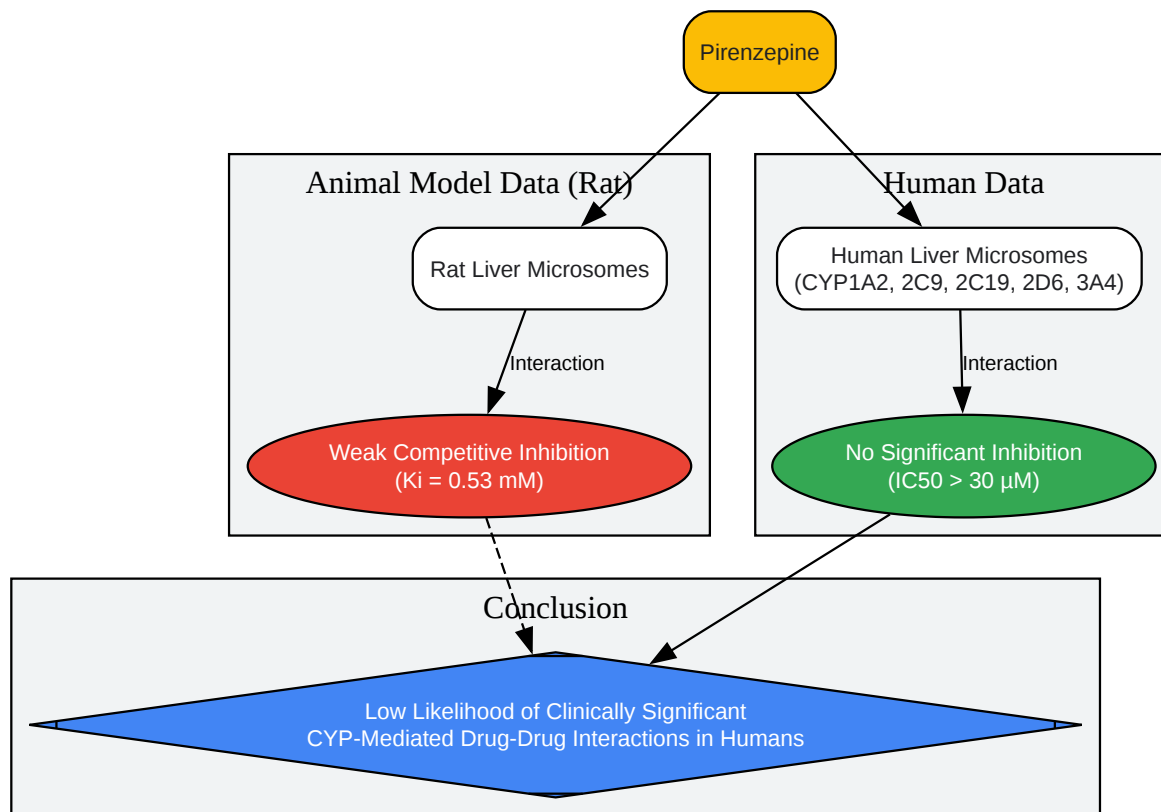 Pirenzepine
Animal Model Data (Rat)
Human Data
Rat Liver Microsomes
Human Liver Microsomes
(CYP1A2, 2C9, 2C19, 2D6, 3A4)
Interaction
Interaction
Weak Competitive Inhibition
(Ki = 0.53 mM)
No Significant Inhibition
(IC50 > 30 µM)
Conclusion
Low Likelihood of Clinically Significant
CYP-Mediated Drug-Drug Interactions in Humans